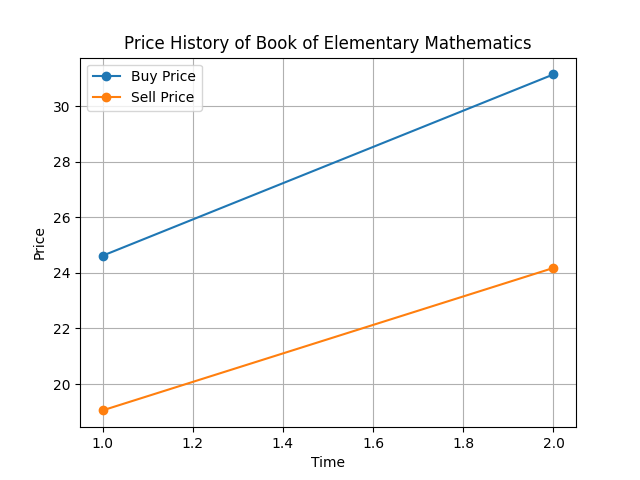 Price History of Book of Elementary Mathematics
Buy Price
Sell Price
Price
30
28
26
24
22
20
1.0 1.2 1.4 1.6 1.8 2.0
Time